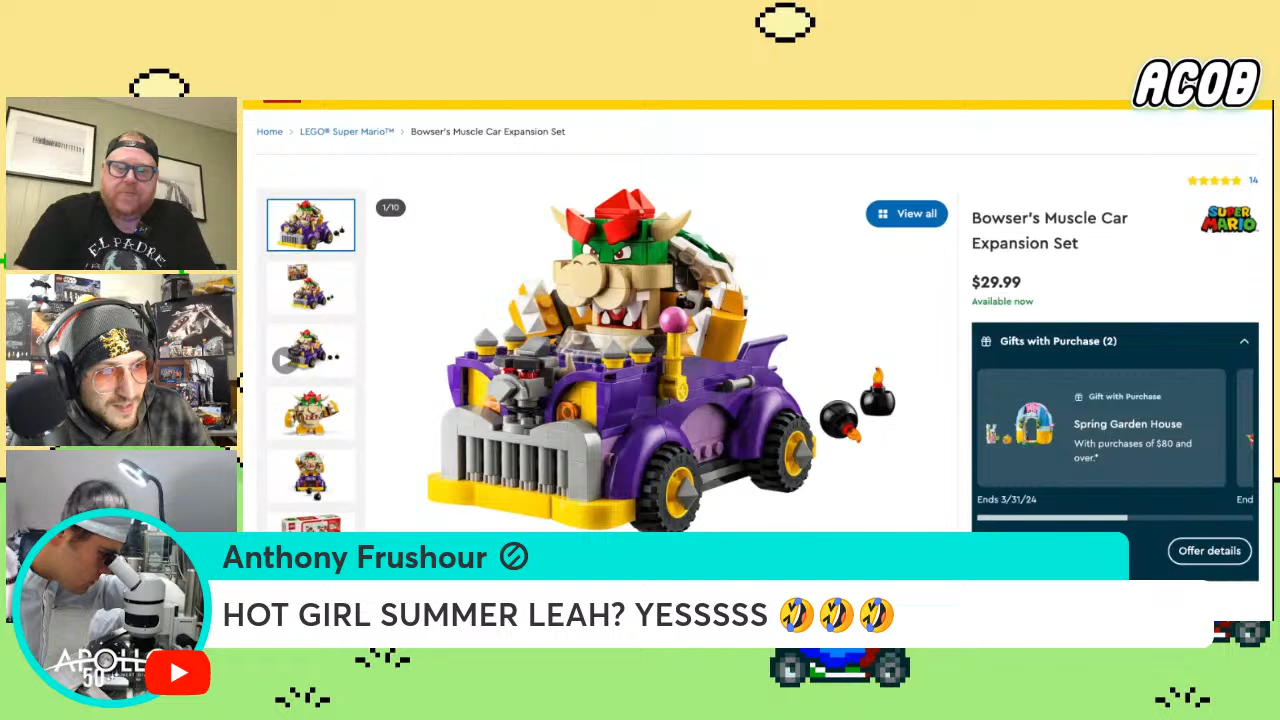 ACOB
Home > LEGO® Super Mario™ > Bowser's Muscle Car Expansion Set
14
1/10
View all
Bowser's Muscle Car
Expansion Set
SUPER
MARIO
$29.99
Available now
Gifts with Purchase (2)
Gift with Purchase
Spring Garden House
With purchases of $80 and
over.*
Ends 3/31/24
End
Offer details
EL PADRE
Anthony Frushour
HOT GIRL SUMMER LEAH? YESSSSS 🤣🤣🤣
APOLLO
50